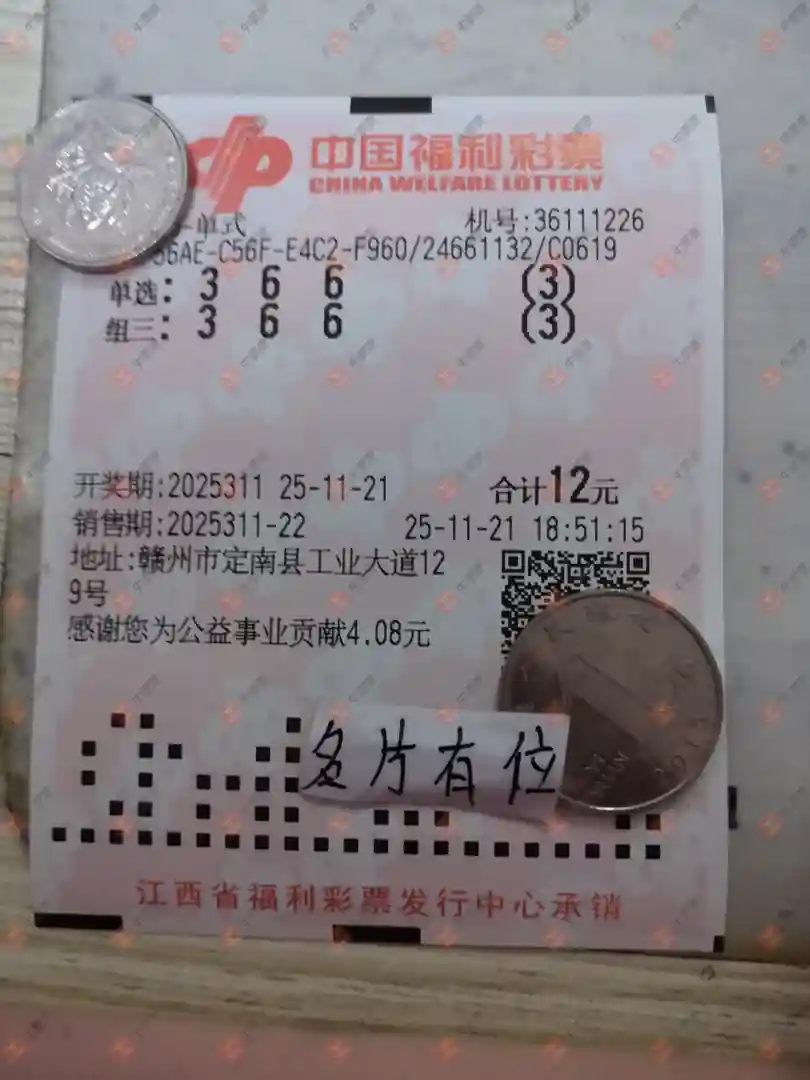 中国福利彩票
CHINA WELFARE LOTTERY
-单式 机号:36111226
56AE-C56F-E4C2-F960/24661132/C0619
单选: 3 6 6 (3)
组三: 3 6 6 (3)
开奖期:2025311 25-11-21 合计12元
销售期:2025311-22 25-11-21 18:51:15
地址:赣州市定南县工业大道12
9号
感谢您为公益事业贡献4.08元
名片有位
江西省福利彩票发行中心承销